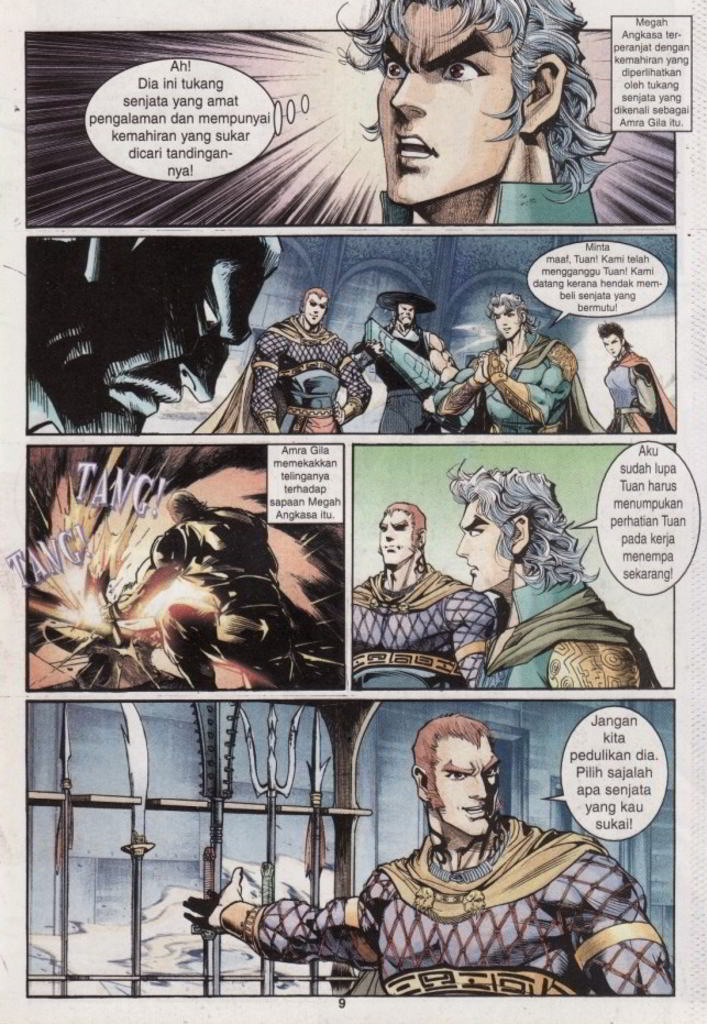 Megah
Angkasa ter-
peranjat dengan
kemahiran yang
diperlihatkan
oleh tukang
senjata yang
dikenali sebagai
Amra Gila itu.
Ah!
Dia ini tukang
senjata yang amat
pengalaman dan mempunyai
kemahiran yang sukar
dicari tandingan-
nya!
Minta
maaf, Tuan! Kami telah
mengganggu Tuan! Kami
datang kerana hendak mem-
beli senjata yang
bermutu!
TANG!
TANG!
Amra Gila
memekakkan
telinganya
terhadap
sapaan Megah
Angkasa itu.
Aku
sudah lupa
Tuan harus
menumpukan
perhatian Tuan
pada kerja
menempa
sekarang!
Jangan
kita
pedulikan dia.
Pilih sajalah
apa senjata
yang kau
sukai!
9